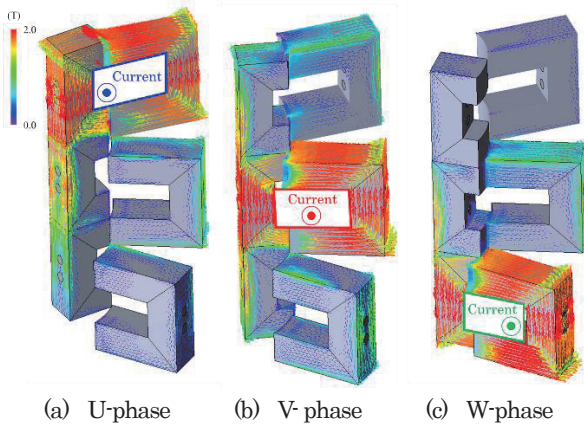 (T)
2.0
0.0
Current
Current
Current
(a) U-phase
(b) V- phase
(c) W-phase